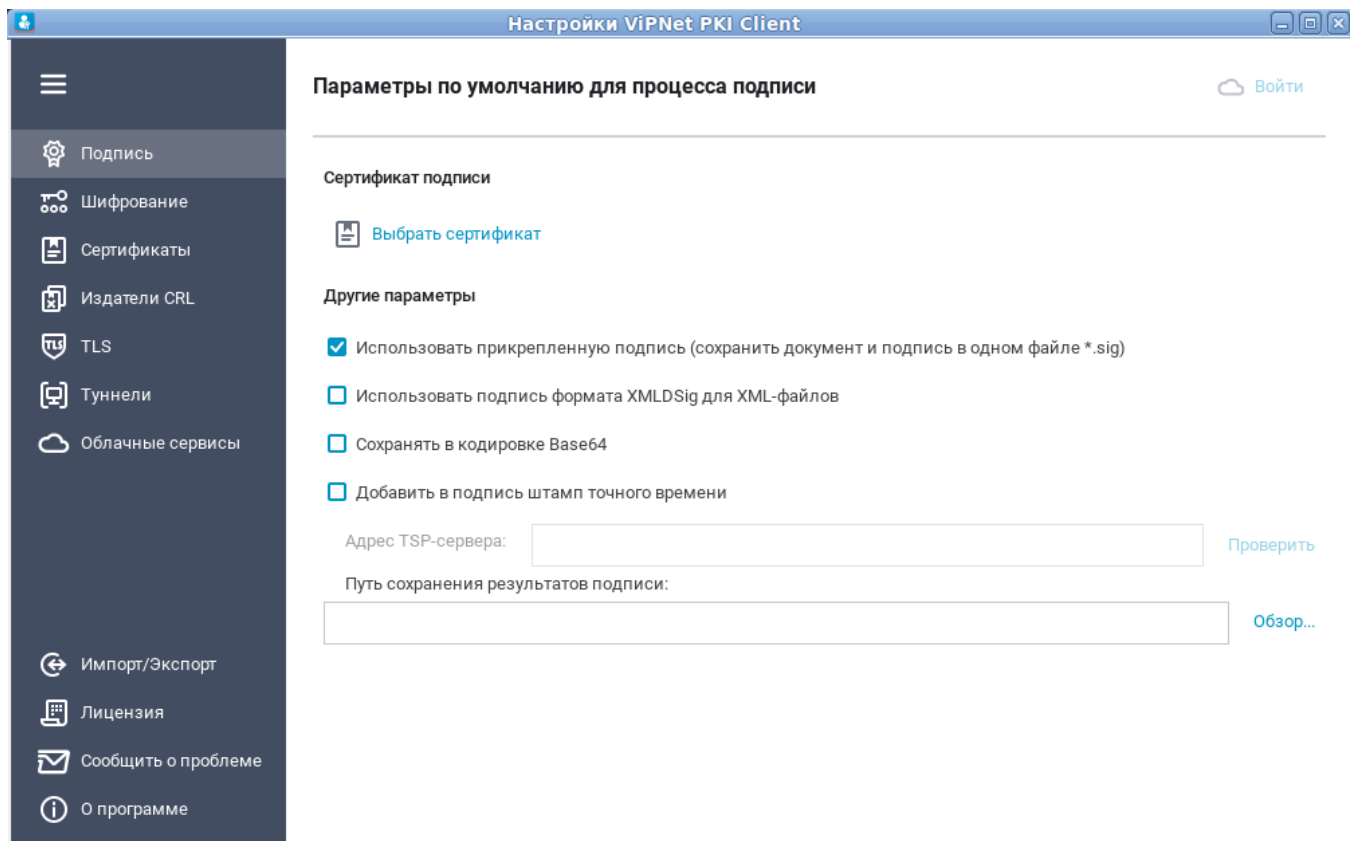 Настройки ViPNet PKI Client
Параметры по умолчанию для процесса подписи
Войти
Подпись
Шифрование
Сертификаты
Издатели CRL
TLS
TLS
Туннели
Облачные сервисы
Импорт/Экспорт
Лицензия
Сообщить о проблеме
О программе
Сертификат подписи
Выбрать сертификат
Другие параметры
Использовать прикрепленную подпись (сохранить документ и подпись в одном файле *.sig)
Использовать подпись формата XMLDSig для XML-файлов
Сохранять в кодировке Base64
Добавить в подпись штамп точного времени
Адрес TSP-сервера:
Проверить
Путь сохранения результатов подписи:
Обзор...